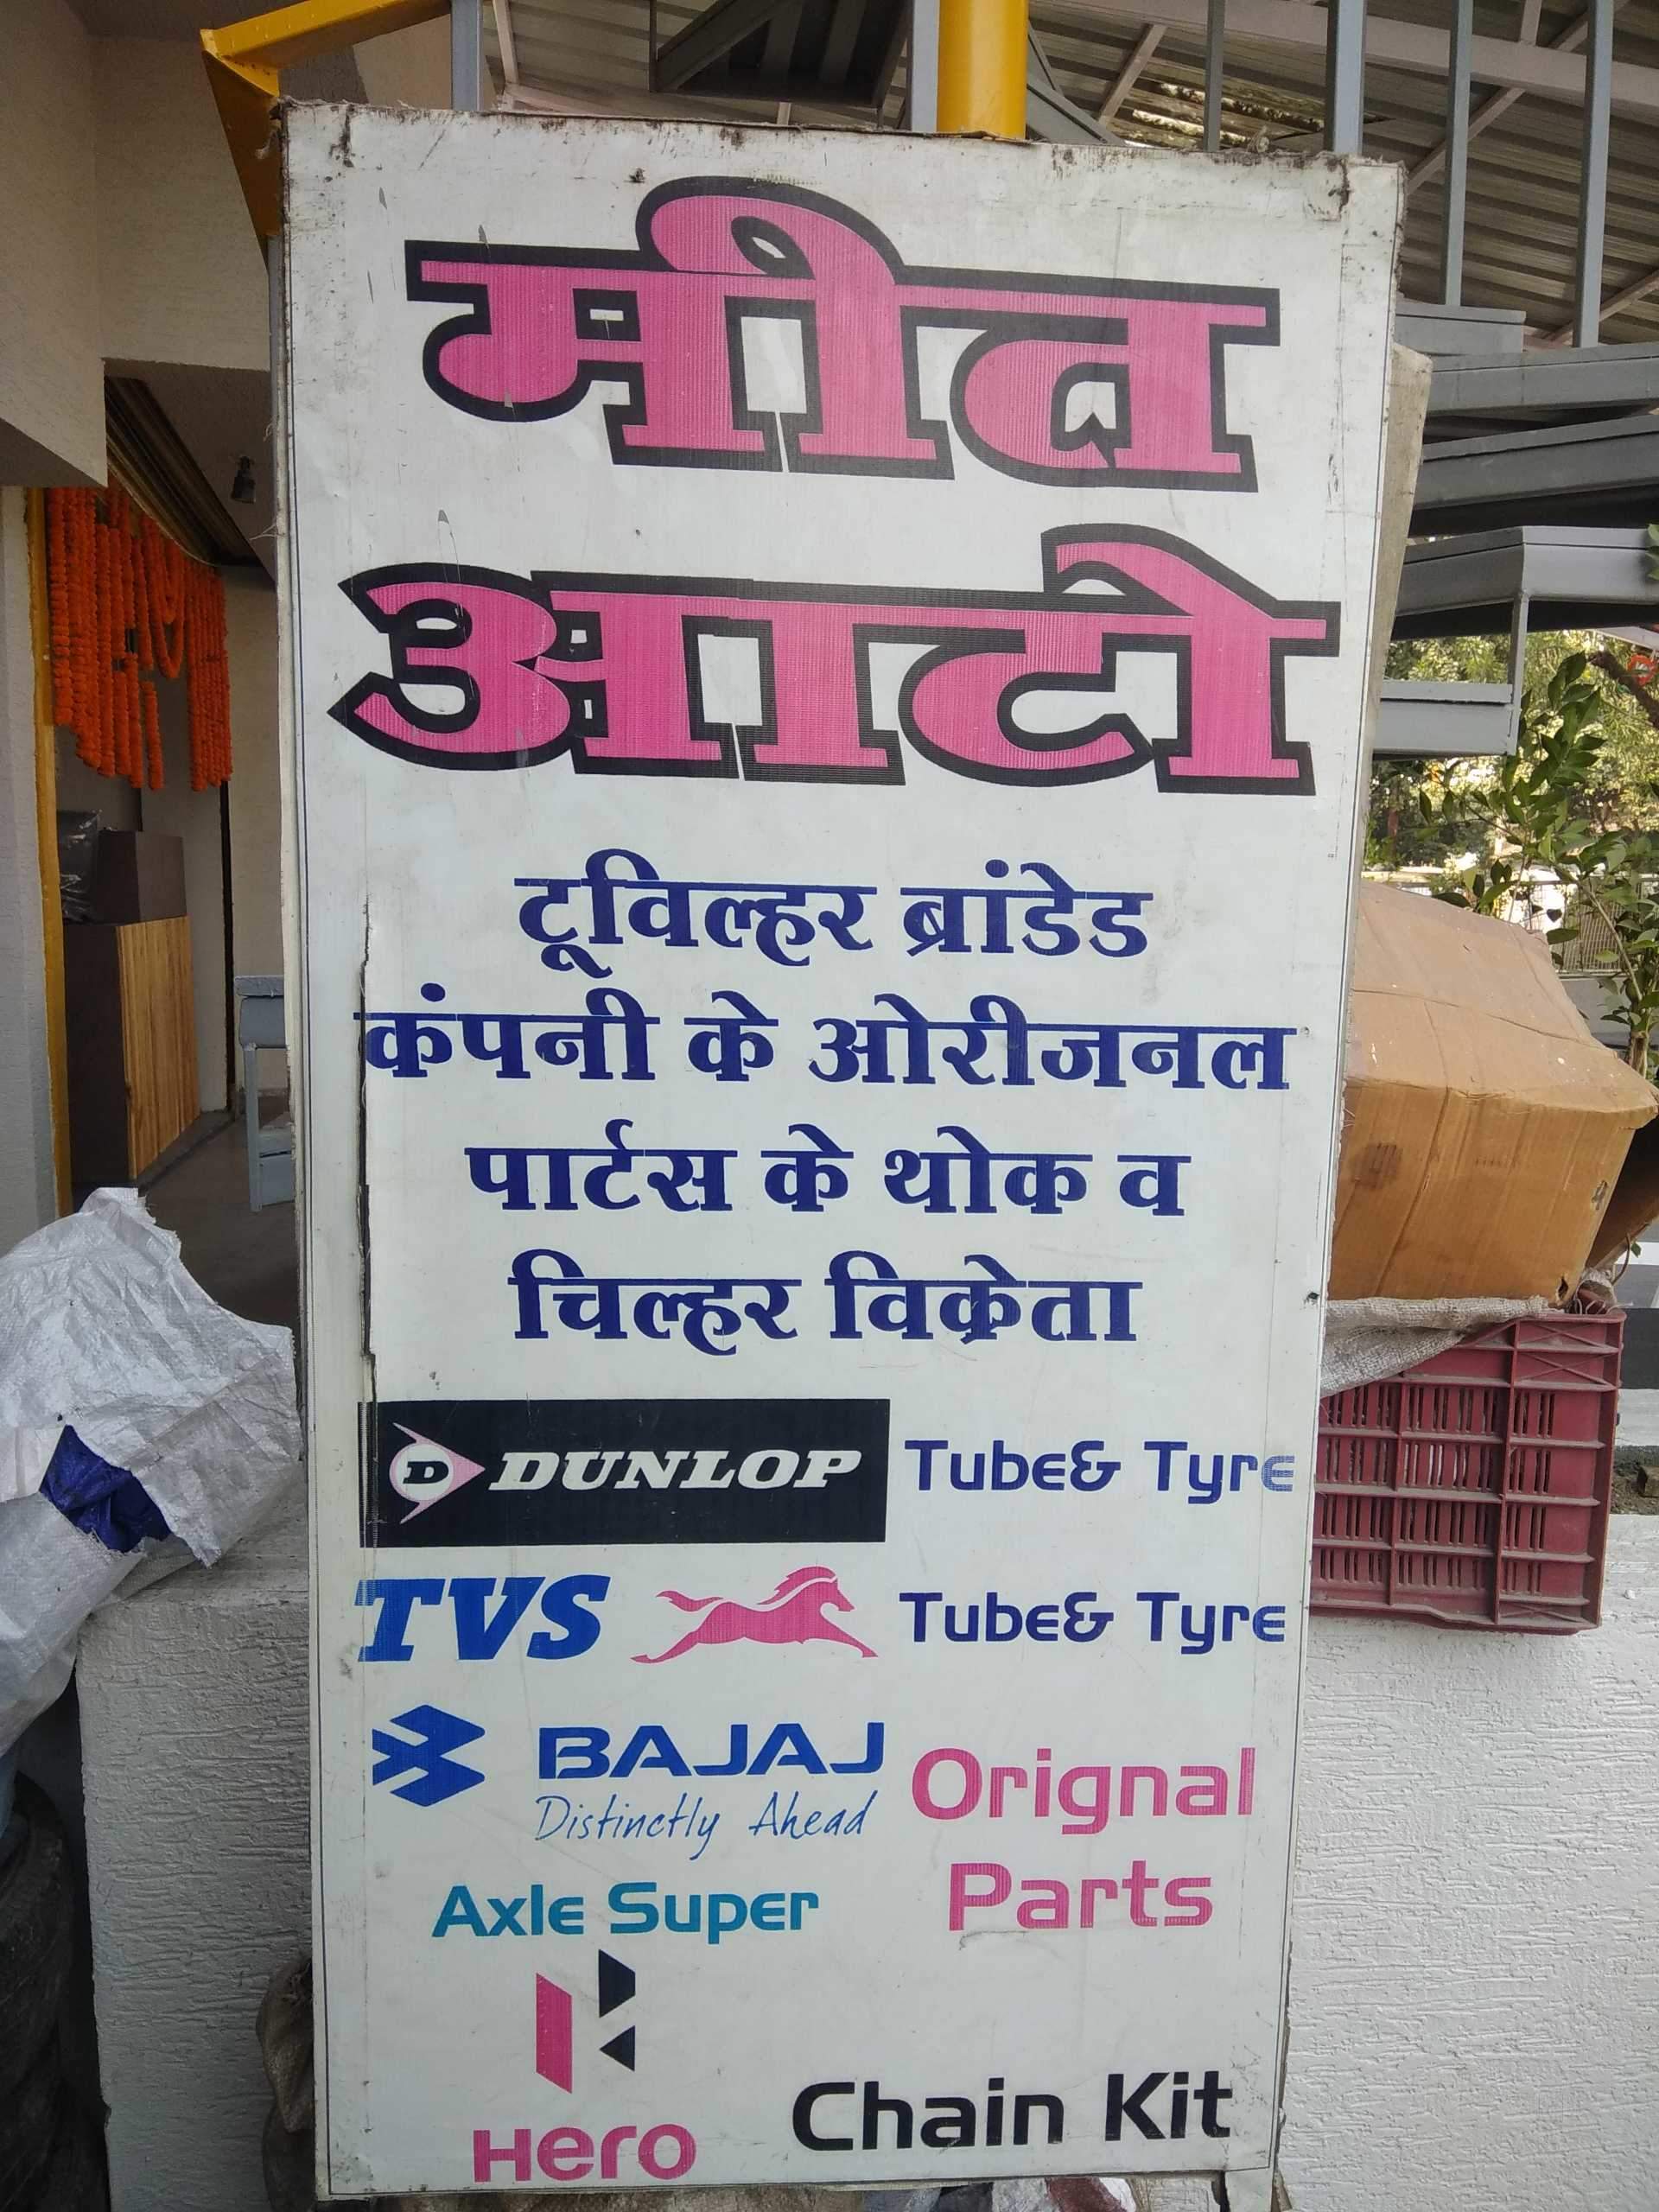 मीत
आटो
टूविल्हर ब्रांडेड
कंपनी के ओरीजनल
पार्टस के थोक व
चिल्हर विक्रेता
D DUNLOP Tube& Tyre
TVS Tube& Tyre
BAJAJ
Distinctly Ahead
Orignal
Parts
Axle Super
Hero
Chain Kit